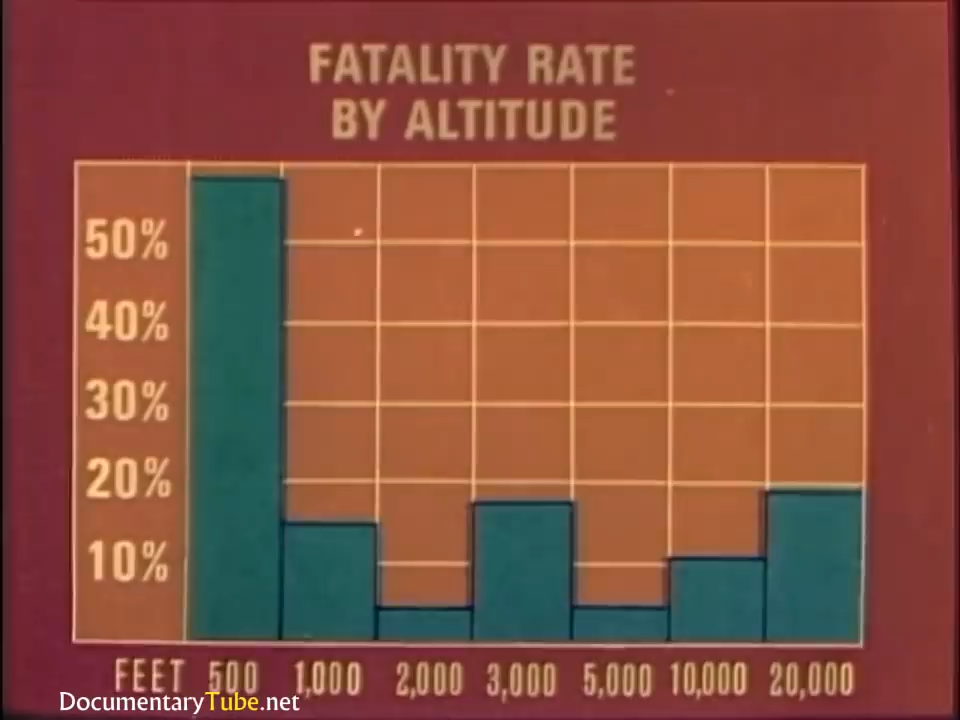 FATALITY RATE
BY ALTITUDE
50%
40%
30%
20%
10%
FEET 500 1,000 2,000 3,000 5,000 10,000 20,000
DocumentaryTube.net